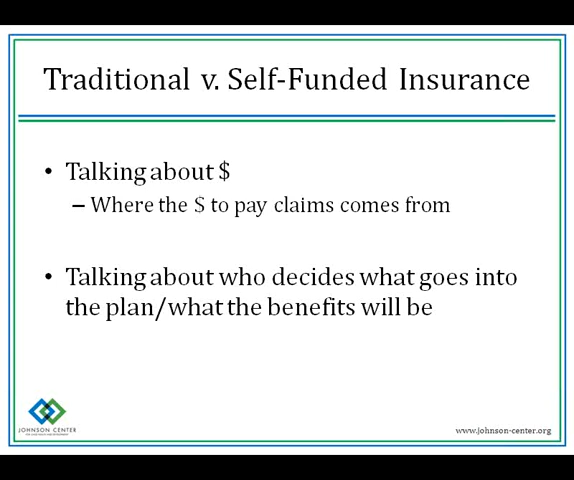 Traditional v. Self-Funded Insurance
• Talking about $
– Where the $ to pay claims comes from
• Talking about who decides what goes into
the plan/what the benefits will be
JOHNSON CENTER
www.johnson-center.org